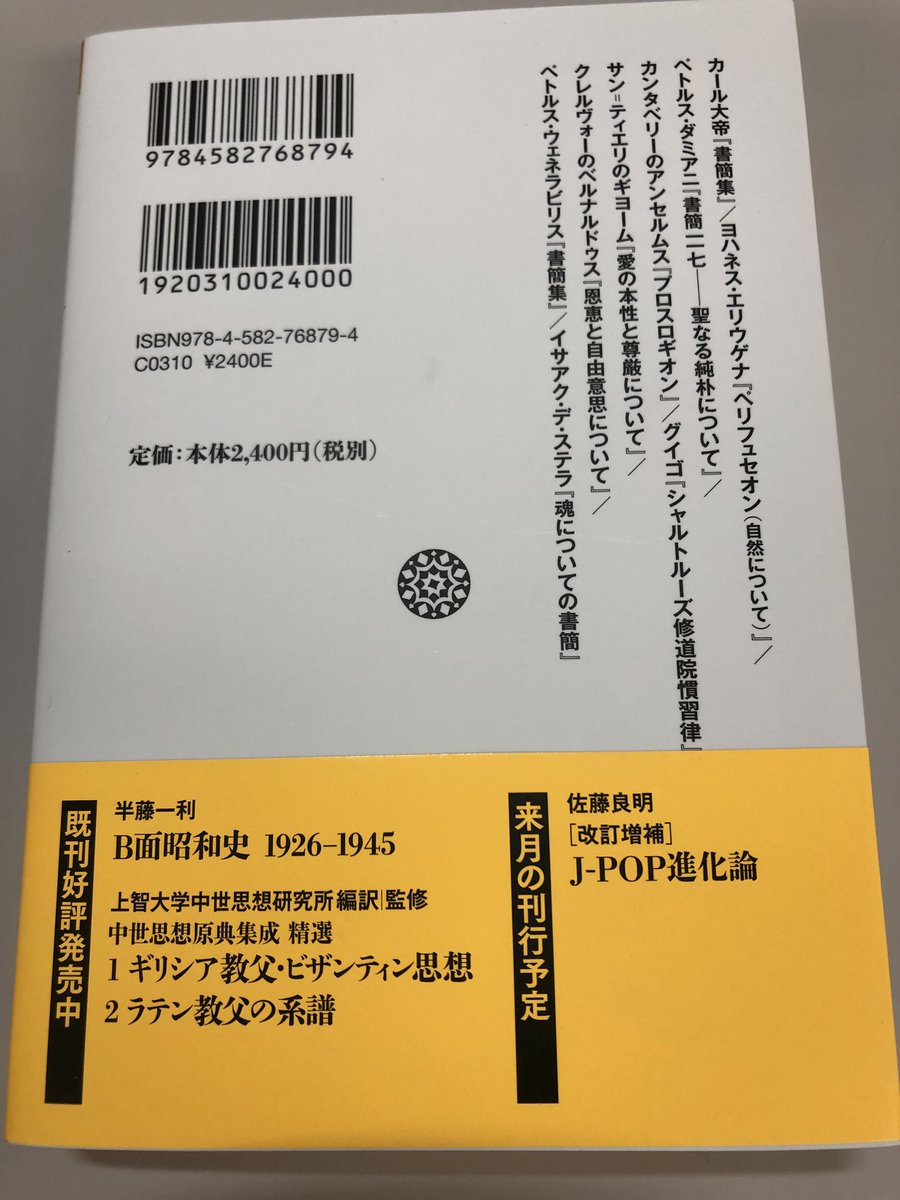 カール大帝『書簡集』／ヨハネス・エリウゲナ『ペリフュセオン(自然について)』／
ペトルス・ダミアニ『書簡一一七――聖なる純朴について』／
カンタベリーのアンセルムス『プロスロギオン』／グイゴ『シャルトルーズ修道院慣習律』
サン＝ティエリのギヨーム『愛の本性と尊厳について』／
クレルヴォーのベルナルドゥス『恩恵と自由意思について』／
ペトルス・ウェネラビリス『書簡集』／イサアク・デ・ステラ『魂についての書簡』
9784582768794
1920310024000
ISBN978-4-582-76879-4
C0310 ¥2400E
定価：本体2,400円（税別）
来月の刊行予定
佐藤良明
［改訂増補］
J-POP進化論
既刊好評発売中
半藤一利
B面昭和史 1926–1945
上智大学中世思想研究所 編訳｜監修
中世思想原典集成 精選
1 ギリシア教父・ビザンティン思想
2 ラテン教父の系譜